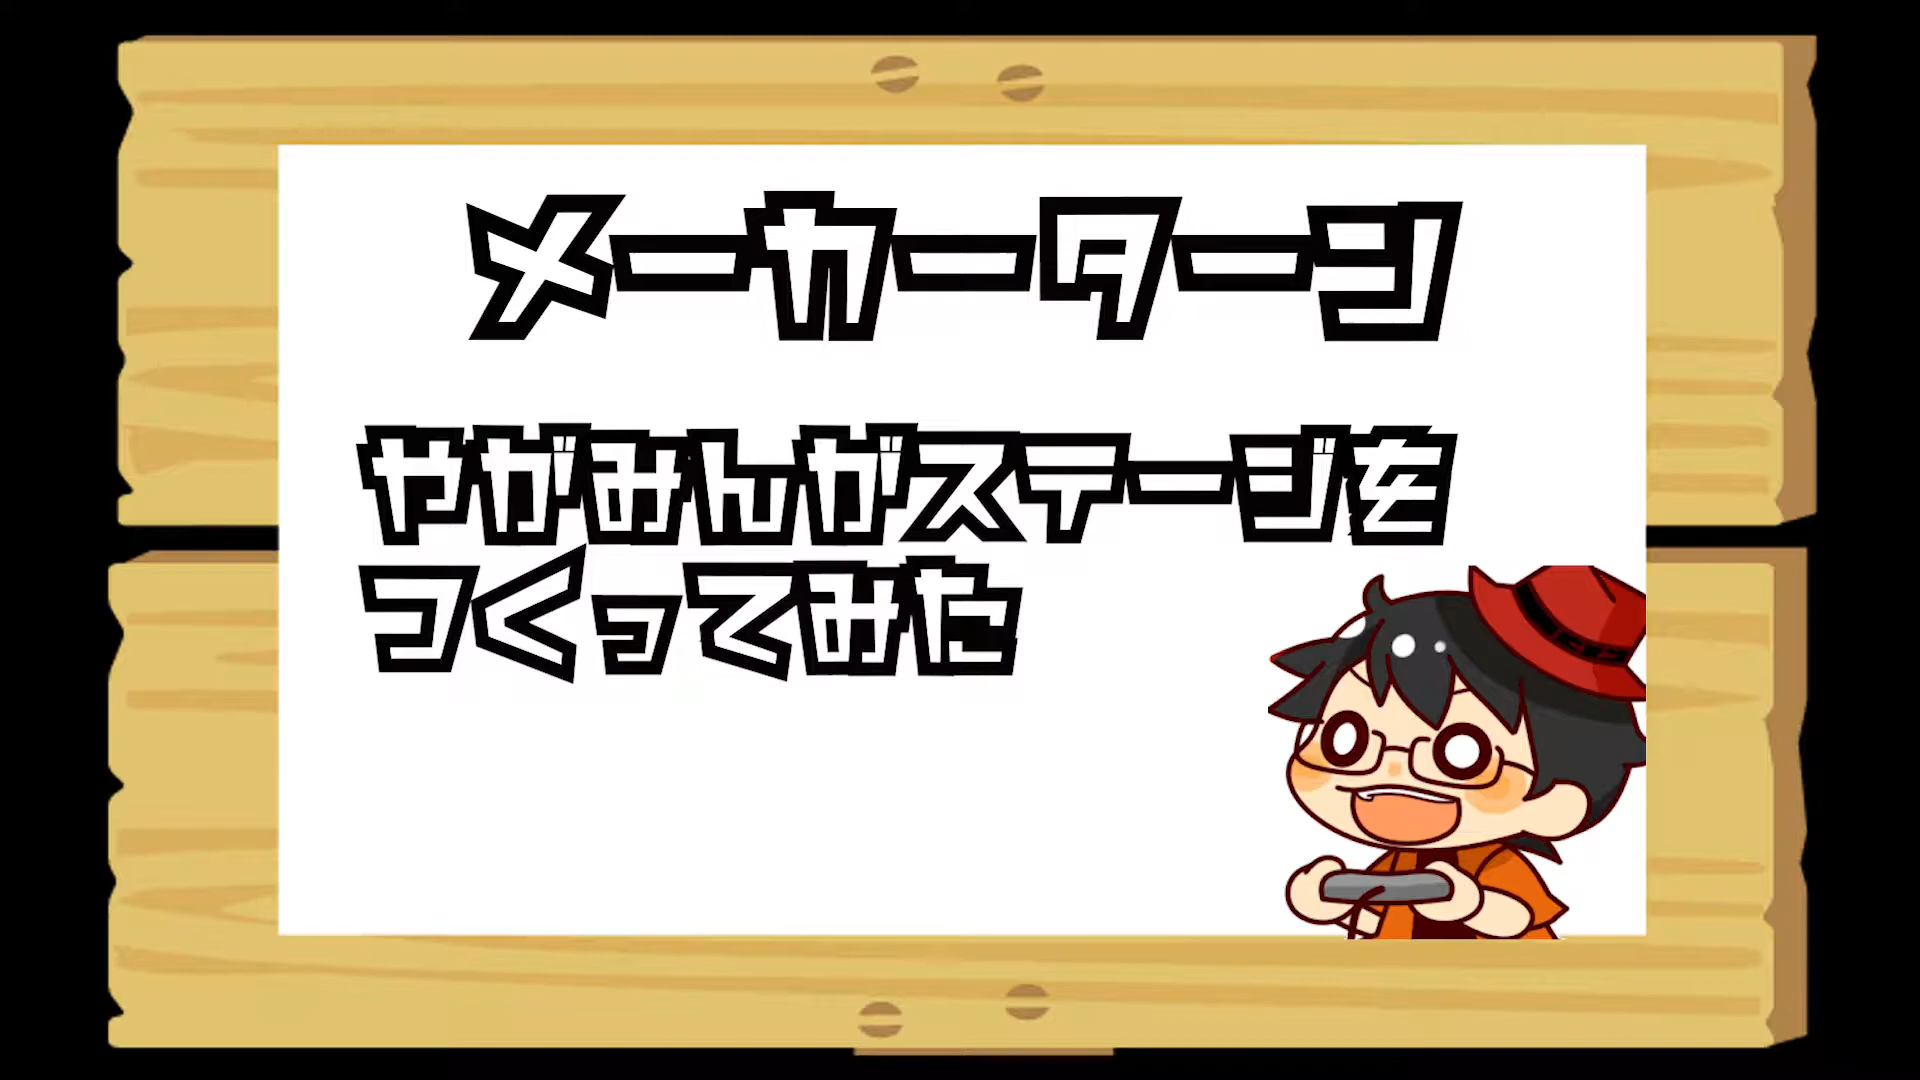 メーカーターン
やがみんがステージを
つくってみた